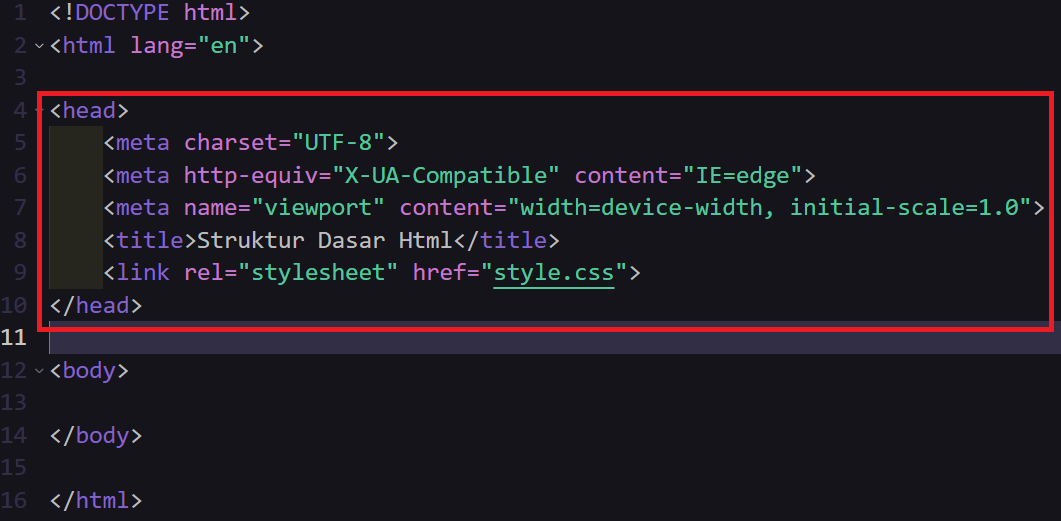 1 <!DOCTYPE html>
2 <html lang="en">
3
4 <head>
5 <meta charset="UTF-8">
6 <meta http-equiv="X-UA-Compatible" content="IE=edge">
7 <meta name="viewport" content="width=device-width, initial-scale=1.0">
8 <title>Struktur Dasar Html</title>
9 <link rel="stylesheet" href="style.css">
10 </head>
11
12 <body>
13
14 </body>
15
16 </html>